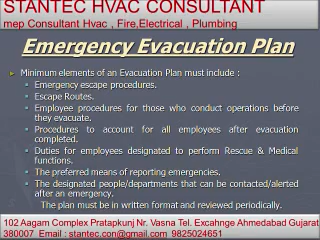 STANTEC HVAC CONSULTANT
mep Consultant Hvac , Fire,Electrical , Plumbing
Emergency Evacuation Plan
► Minimum elements of an Evacuation Plan must include :
▪ Emergency escape procedures.
▪ Escape Routes.
▪ Employee procedures for those who conduct operations before
they evacuate.
▪ Procedures to account for all employees after evacuation
completed.
▪ Duties for employees designated to perform Rescue & Medical
functions.
▪ The preferred means of reporting emergencies.
▪ The designated people/departments that can be contacted/alerted
after an emergency.
The plan must be in written format and reviewed periodically.
102 Aagam Complex Pratapkunj Nr. Vasna Tel. Excahnge Ahmedabad Gujarat
380007 Email : stantec.con@gmail.com 9825024651